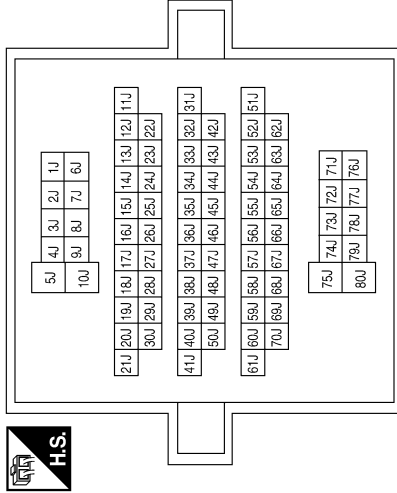 H.S.
5J 4J 3J 2J 1J
10J 9J 8J 7J 6J
21J 20J 19J 18J 17J 16J 15J 14J 13J 12J 11J
30J 29J 28J 27J 26J 25J 24J 23J 22J
41J 40J 39J 38J 37J 36J 35J 34J 33J 32J 31J
50J 49J 48J 47J 46J 45J 44J 43J 42J
61J 60J 59J 58J 57J 56J 55J 54J 53J 52J 51J
70J 69J 68J 67J 66J 65J 64J 63J 62J
75J 74J 73J 72J 71J
80J 79J 78J 77J 76J